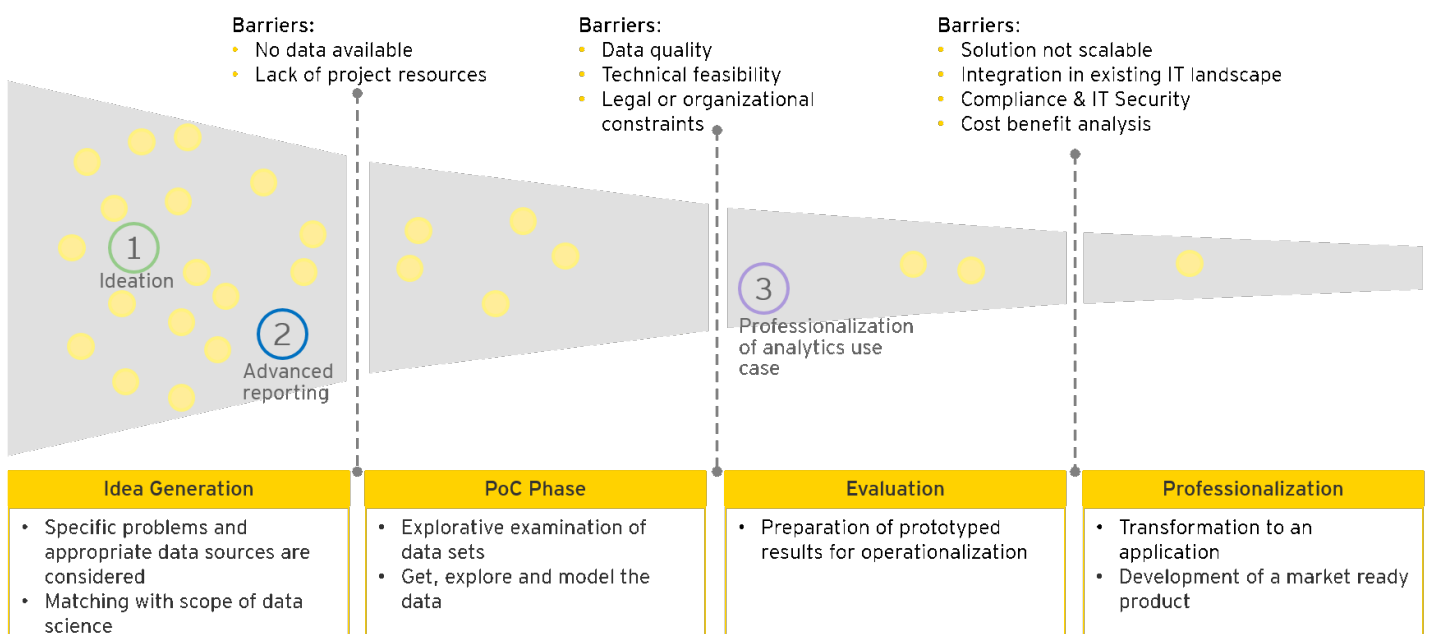 Barriers:
• No data available
• Lack of project resources
Barriers:
• Data quality
• Technical feasibility
• Legal or organizational
constraints
Barriers:
• Solution not scalable
• Integration in existing IT landscape
• Compliance & IT Security
• Cost benefit analysis
1
Ideation
2
Advanced
reporting
3
Professionalization
of analytics use
case
Idea Generation
• Specific problems and
appropriate data sources are
considered
• Matching with scope of data
science
PoC Phase
• Explorative examination of
data sets
• Get, explore and model the
data
Evaluation
• Preparation of prototyped
results for operationalization
Professionalization
• Transformation to an
application
• Development of a market ready
product